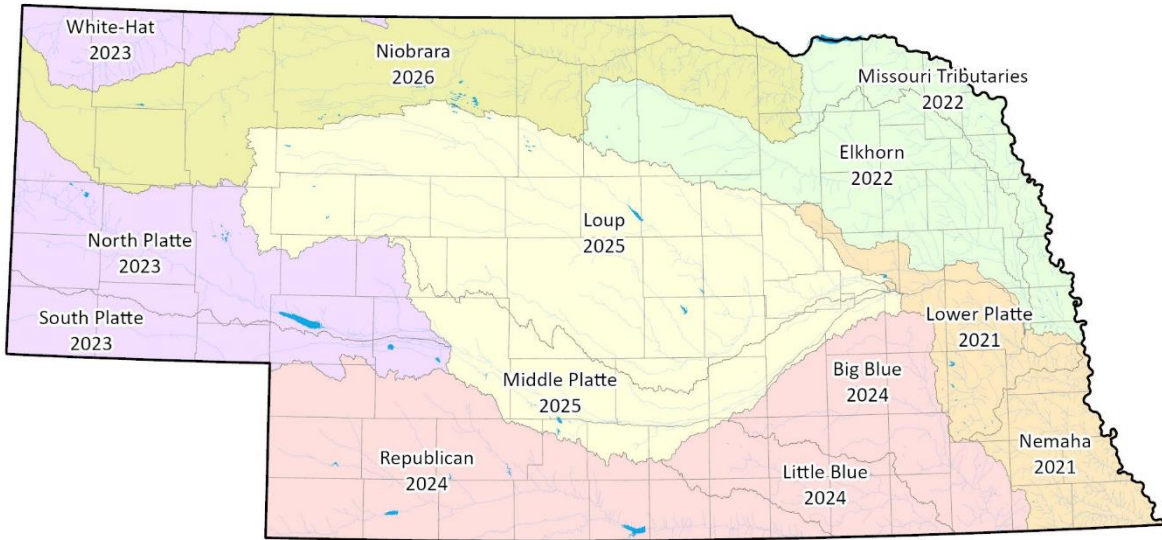 White-Hat
2023
Niobrara
2026
Missouri Tributaries
2022
Elkhorn
2022
Loup
2025
North Platte
2023
South Platte
2023
Lower Platte
2021
Big Blue
2024
Middle Platte
2025
Republican
2024
Little Blue
2024
Nemaha
2021